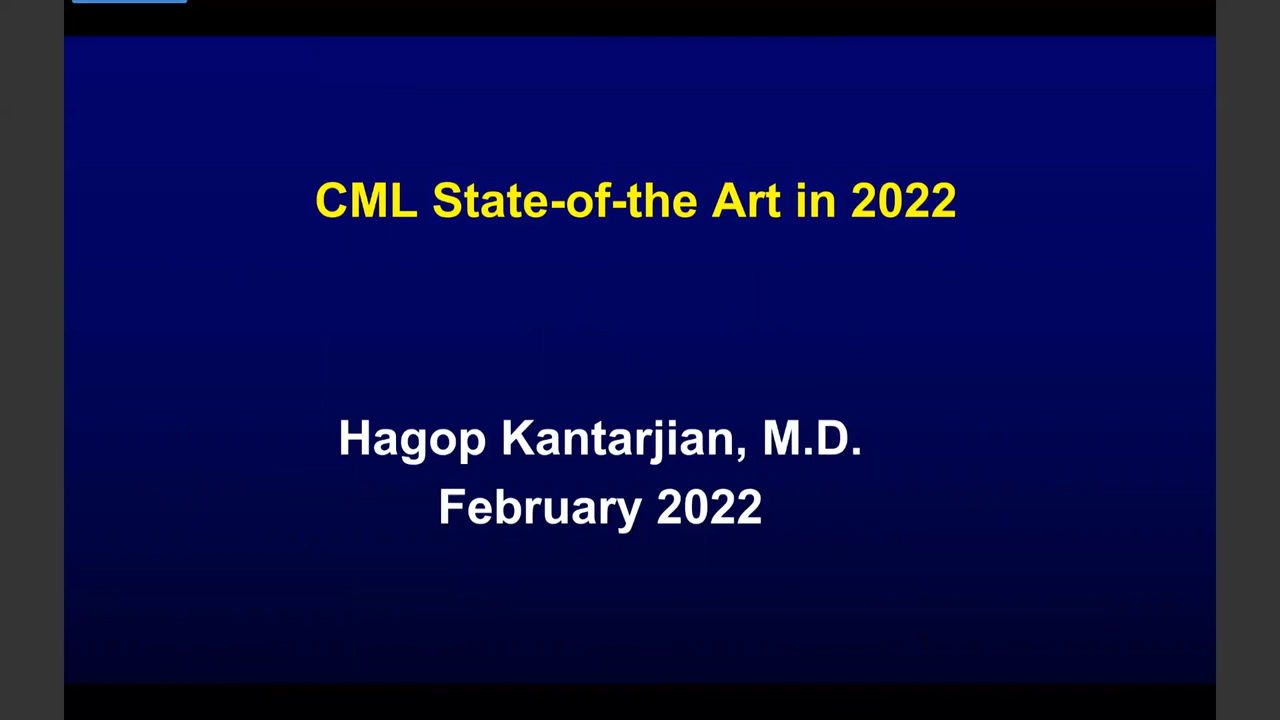 CML State-of-the Art in 2022
Hagop Kantarjian, M.D.
February 2022